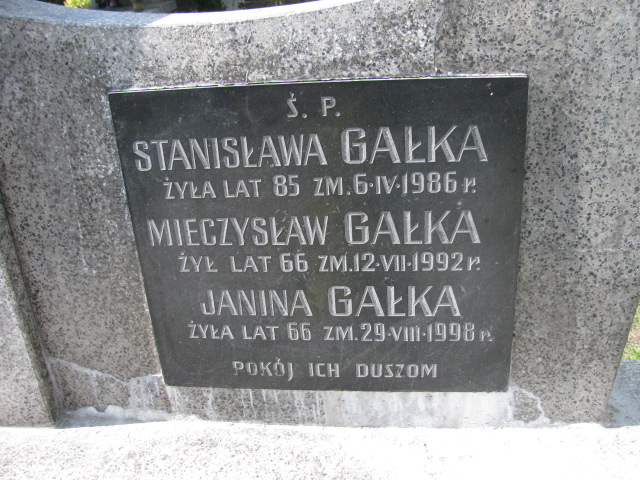 Ś. P.
STANISŁAWA GAŁKA
ŻYŁA LAT 85 ZM. 6·IV·1986 r.
MIECZYSŁAW GAŁKA
ŻYŁ LAT 66 ZM. 12·VII·1992 r.
JANINA GAŁKA
ŻYŁA LAT 66 ZM. 29·VIII·1998 r.
POKÓJ ICH DUSZOM